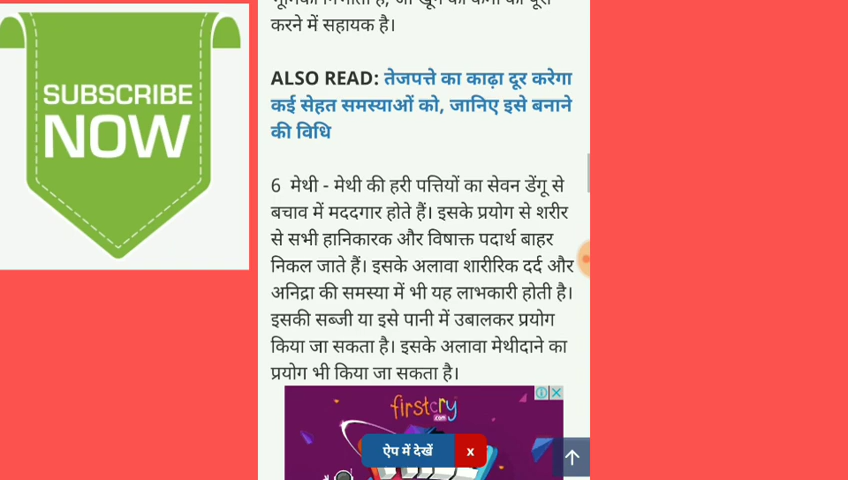 SUBSCRIBE
NOW
करने में सहायक है।
ALSO READ: तेजपत्ते का काढ़ा दूर करेगा
कई सेहत समस्याओं को, जानिए इसे बनाने
की विधि
6 मेथी - मेथी की हरी पत्तियों का सेवन डेंगू से
बचाव में मददगार होते हैं। इसके प्रयोग से शरीर
से सभी हानिकारक और विषाक्त पदार्थ बाहर
निकल जाते हैं। इसके अलावा शारीरिक दर्द और
अनिद्रा की समस्या में भी यह लाभकारी होती है।
इसकी सब्जी या इसे पानी में उबालकर प्रयोग
किया जा सकता है। इसके अलावा मेथीदाने का
प्रयोग भी किया जा सकता है।
firstcry
.com
ऐप में देखें x